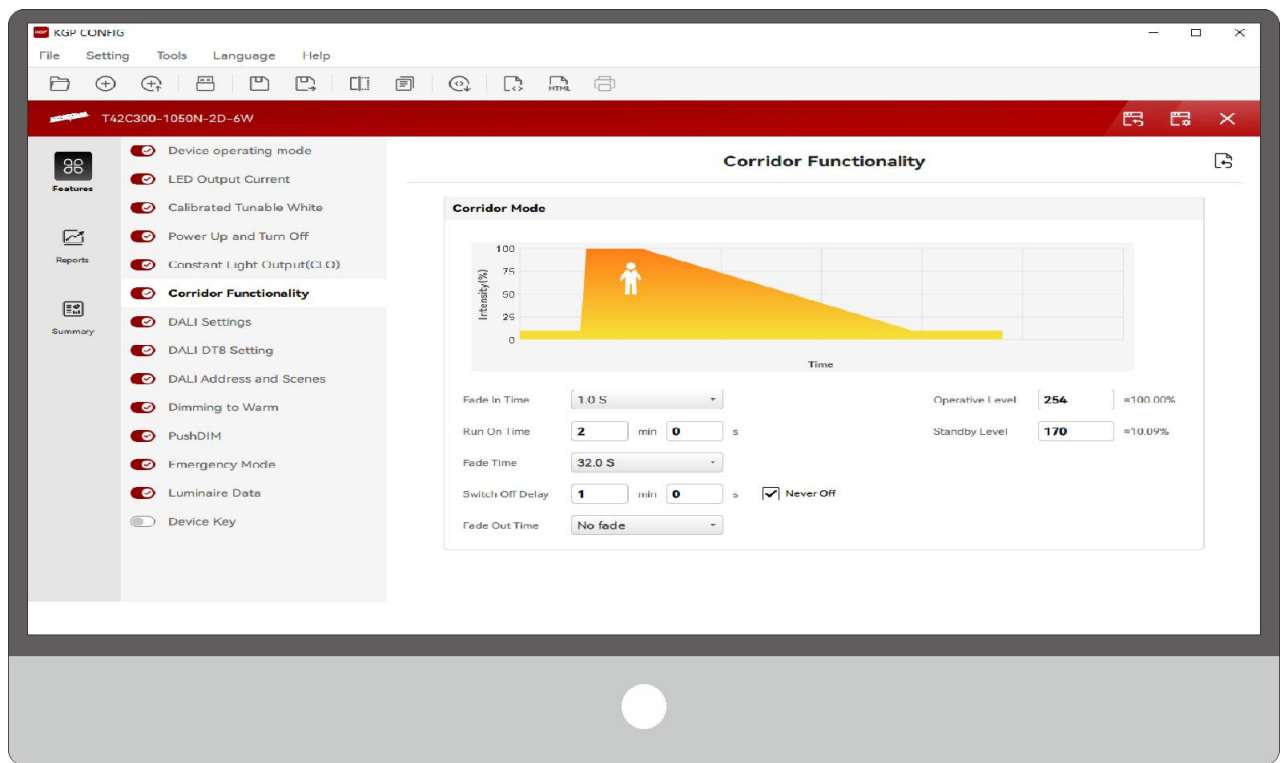 KGP KGP CONFIG
File Setting Tools Language Help
HTML
T42C300-1050N-2D-6W
Features
Reports
Summary
Device operating mode
LED Output Current
Calibrated Tunable White
Power Up and Turn Off
Constant Light Output(CLO)
Corridor Functionality
DALI Settings
DALI DT8 Setting
DALI Address and Scenes
Dimming to Warm
PushDIM
Emergency Mode
Luminaire Data
Device Key
Corridor Functionality
Corridor Mode
Intensity(%)
100
75
50
25
0
Time
Fade In Time 1.0 S Operative Level 254 =100.00%
Run On Time 2 min 0 s Standby Level 170 =10.09%
Fade Time 32.0 S
Switch Off Delay 1 min 0 s Never Off
Fade Out Time No fade